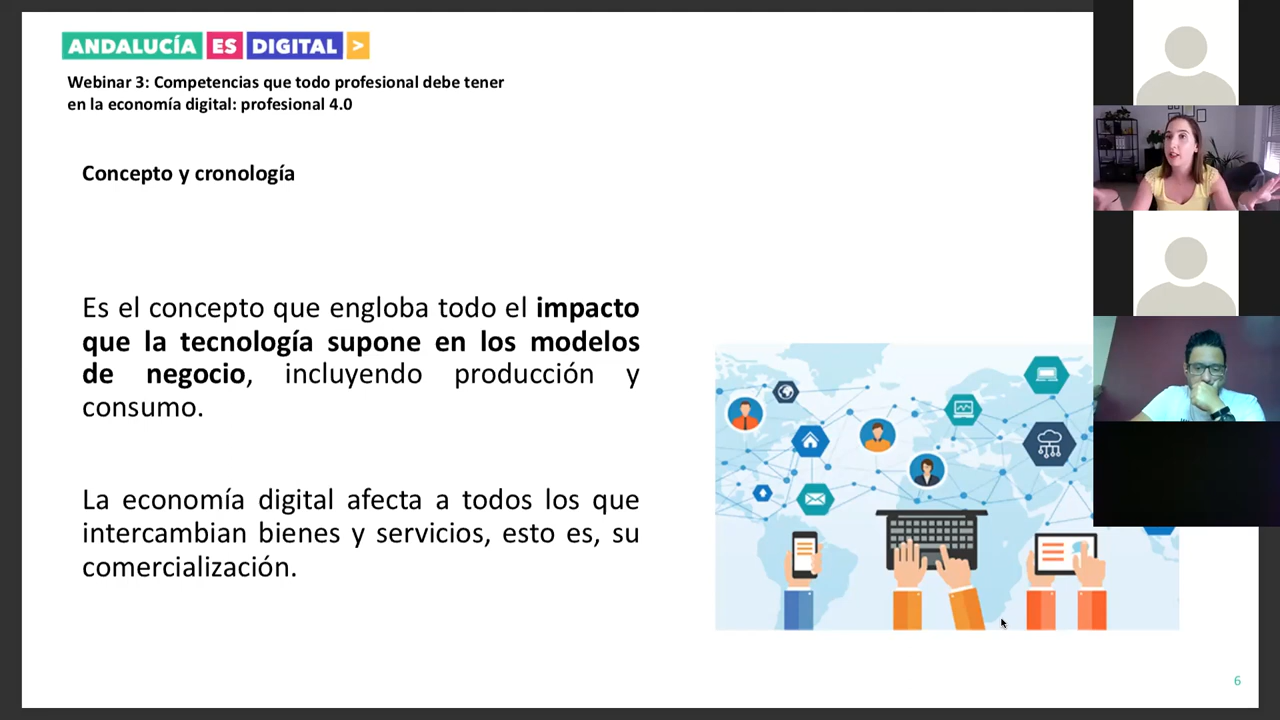 ANDALUCÍA ES DIGITAL >
Webinar 3: Competencias que todo profesional debe tener
en la economía digital: profesional 4.0
Concepto y cronología
Es el concepto que engloba todo el impacto
que la tecnología supone en los modelos
de negocio, incluyendo producción y
consumo.
La economía digital afecta a todos los que
intercambian bienes y servicios, esto es, su
comercialización.
6